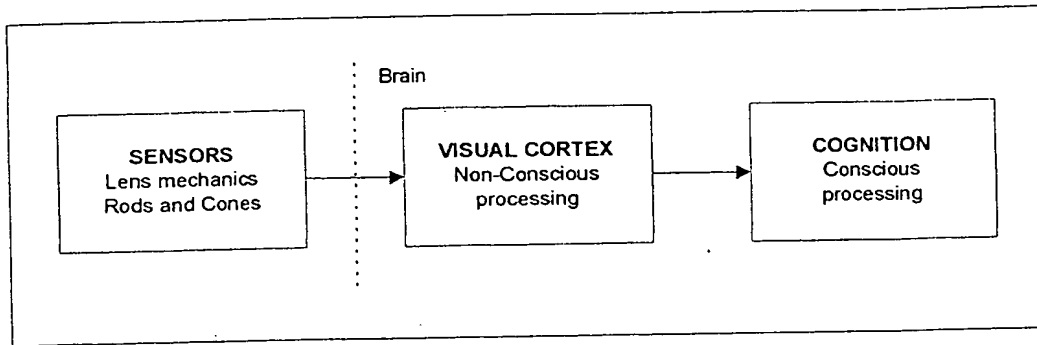 Brain
SENSORS
Lens mechanics
Rods and Cones
VISUAL CORTEX
Non-Conscious
processing
COGNITION
Conscious
processing